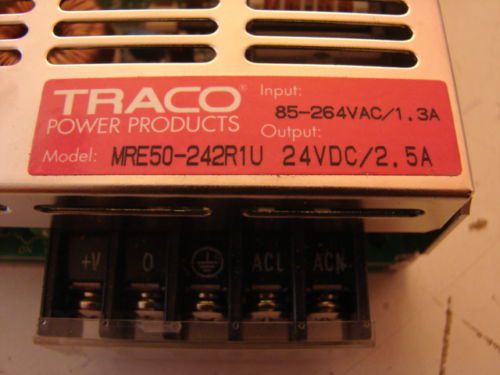 TRACO®
POWER PRODUCTS
Input:
85-264VAC/1.3A
Output:
Model: MRE50-242R1U 24VDC/2.5A
+V 0 ACL ACN